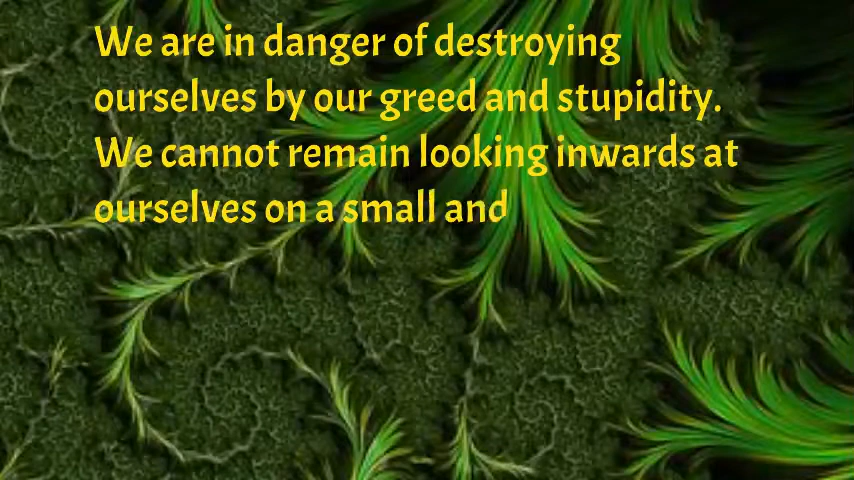 We are in danger of destroying
ourselves by our greed and stupidity.
We cannot remain looking inwards at
ourselves on a small and